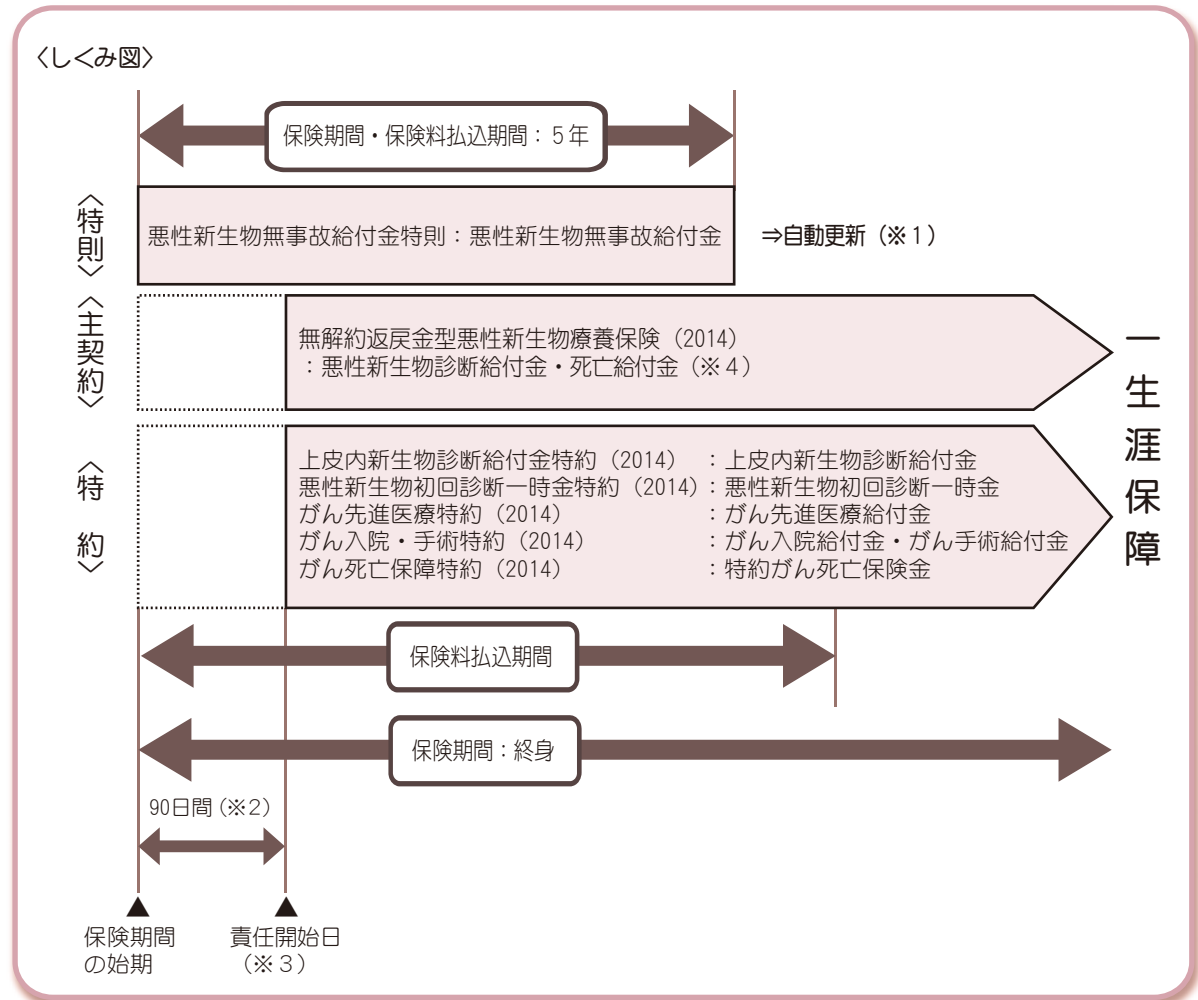 〈しくみ図〉
保険期間・保険料払込期間：５年
〈特則〉
悪性新生物無事故給付金特則：悪性新生物無事故給付金
⇒自動更新（※１）
〈主契約〉
無解約返戻金型悪性新生物療養保険（2014）
：悪性新生物診断給付金・死亡給付金（※４）
〈特約〉
上皮内新生物診断給付金特約（2014）：上皮内新生物診断給付金
悪性新生物初回診断一時金特約（2014）：悪性新生物初回診断一時金
がん先進医療特約（2014）：がん先進医療給付金
がん入院・手術特約（2014）：がん入院給付金・がん手術給付金
がん死亡保障特約（2014）：特約がん死亡保険金
一生涯保障
保険料払込期間
保険期間：終身
90日間（※２）
保険期間
の始期
責任開始日
（※３）